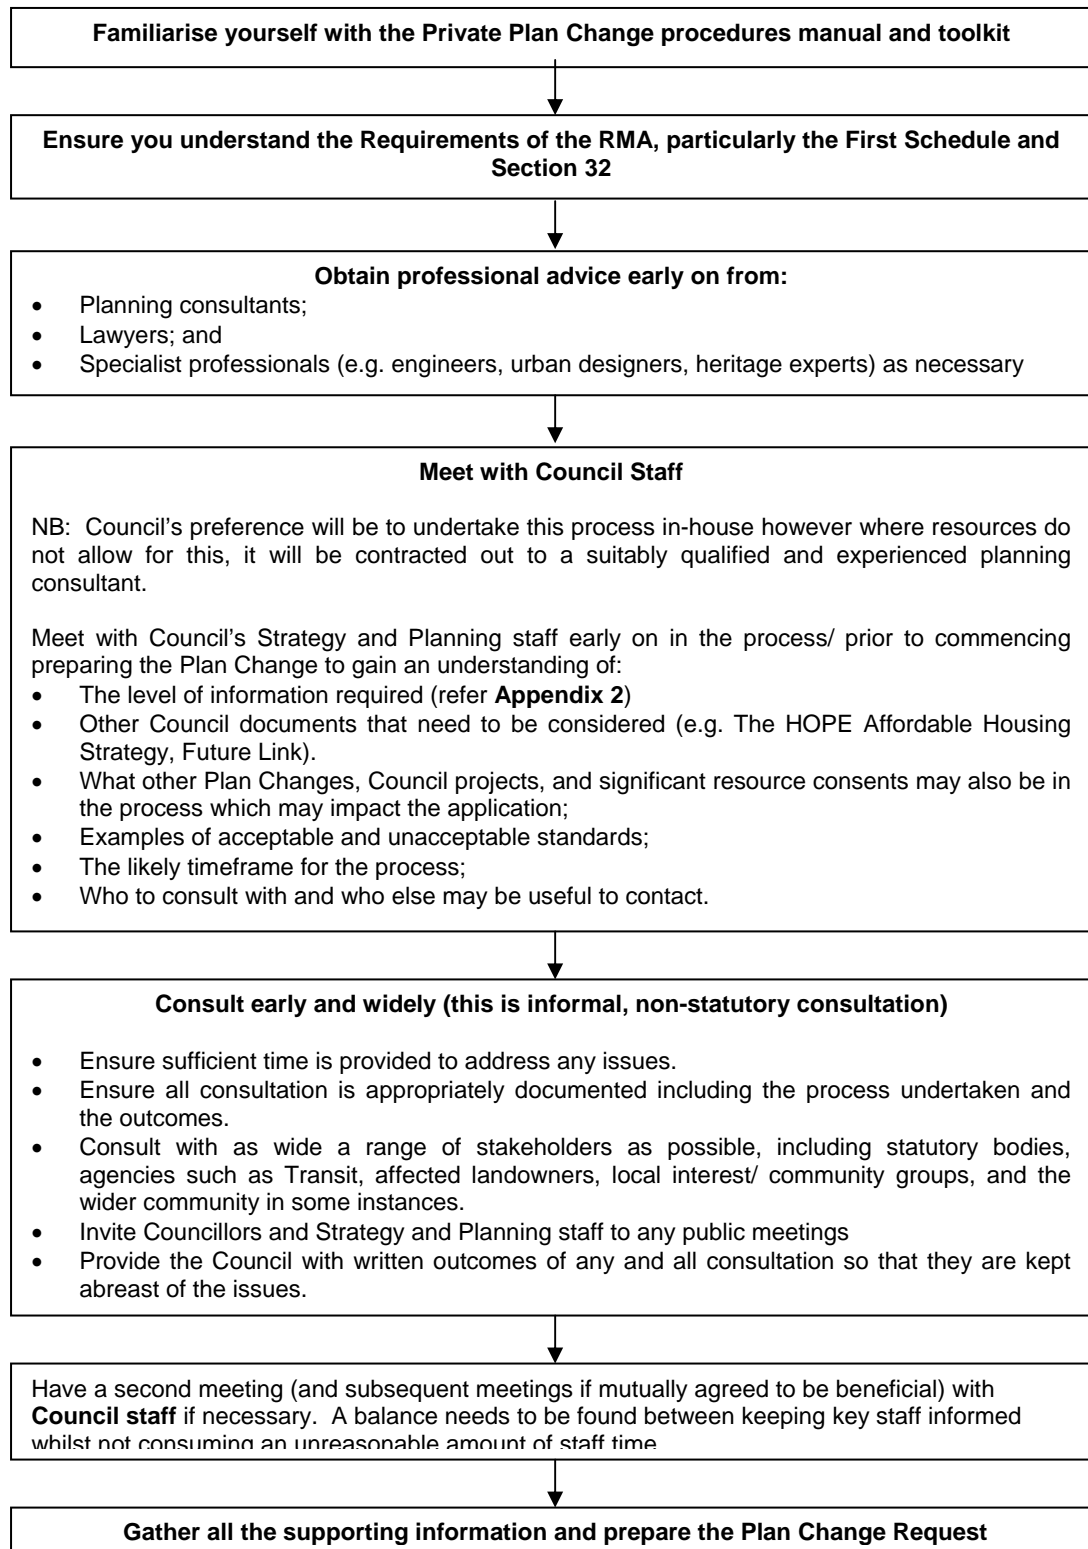 Familiarise yourself with the Private Plan Change procedures manual and toolkit
Ensure you understand the Requirements of the RMA, particularly the First Schedule and
Section 32
Obtain professional advice early on from:
• Planning consultants;
• Lawyers; and
• Specialist professionals (e.g. engineers, urban designers, heritage experts) as necessary
Meet with Council Staff
NB: Council's preference will be to undertake this process in-house however where resources do
not allow for this, it will be contracted out to a suitably qualified and experienced planning
consultant.
Meet with Council's Strategy and Planning staff early on in the process/ prior to commencing
preparing the Plan Change to gain an understanding of:
• The level of information required (refer Appendix 2)
• Other Council documents that need to be considered (e.g. The HOPE Affordable Housing
Strategy, Future Link).
• What other Plan Changes, Council projects, and significant resource consents may also be in
the process which may impact the application;
• Examples of acceptable and unacceptable standards;
• The likely timeframe for the process;
• Who to consult with and who else may be useful to contact.
Consult early and widely (this is informal, non-statutory consultation)
• Ensure sufficient time is provided to address any issues.
• Ensure all consultation is appropriately documented including the process undertaken and
the outcomes.
• Consult with as wide a range of stakeholders as possible, including statutory bodies,
agencies such as Transit, affected landowners, local interest/ community groups, and the
wider community in some instances.
• Invite Councillors and Strategy and Planning staff to any public meetings
• Provide the Council with written outcomes of any and all consultation so that they are kept
abreast of the issues.
Have a second meeting (and subsequent meetings if mutually agreed to be beneficial) with
Council staff if necessary. A balance needs to be found between keeping key staff informed
whilst not consuming an unreasonable amount of staff time
Gather all the supporting information and prepare the Plan Change Request